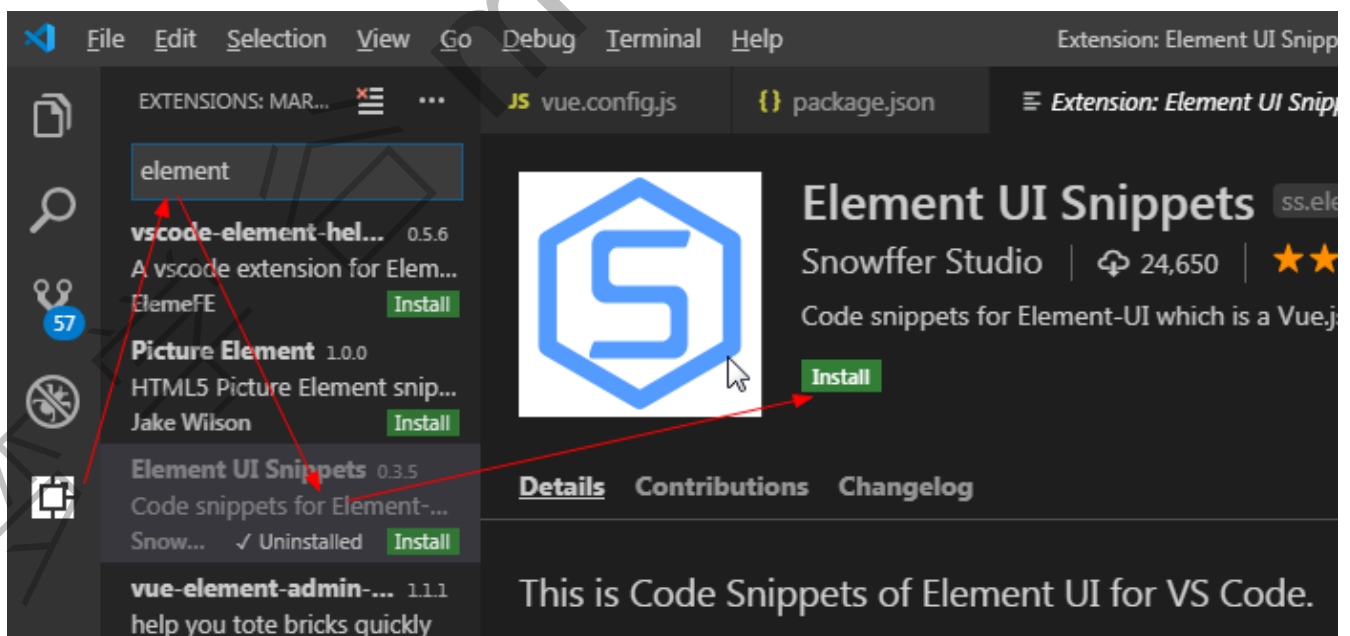 File Edit Selection View Go Debug Terminal Help
Extension: Element UI Snipp
EXTENSIONS: MAR... ...
JS vue.config.js
{} package.json
Extension: Element UI Snipp
element
vscode-element-hel... 0.5.6
A vscode extension for Elem...
ElemeFE Install
Picture Element 1.0.0
HTML5 Picture Element snip...
Jake Wilson Install
Element UI Snippets 0.3.5
Code snippets for Element-...
Snow... ✓ Uninstalled Install
vue-element-admin-... 1.1.1
help you tote bricks quickly
57
Element UI Snippets ss.ele
Snowffer Studio | 24,650 | ★★
Code snippets for Element-UI which is a Vue.j
Install
Details Contributions Changelog
This is Code Snippets of Element UI for VS Code.